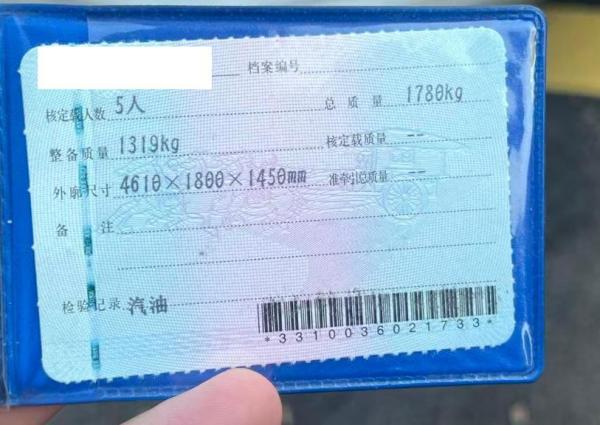 档案编号
核定载人数 5人 总质量 1780kg
整备质量 1319kg 核定载质量 --
外廓尺寸 4610×1800×1450mm 准牵引总质量 --
备注
检验记录 汽油
*3310036021733*